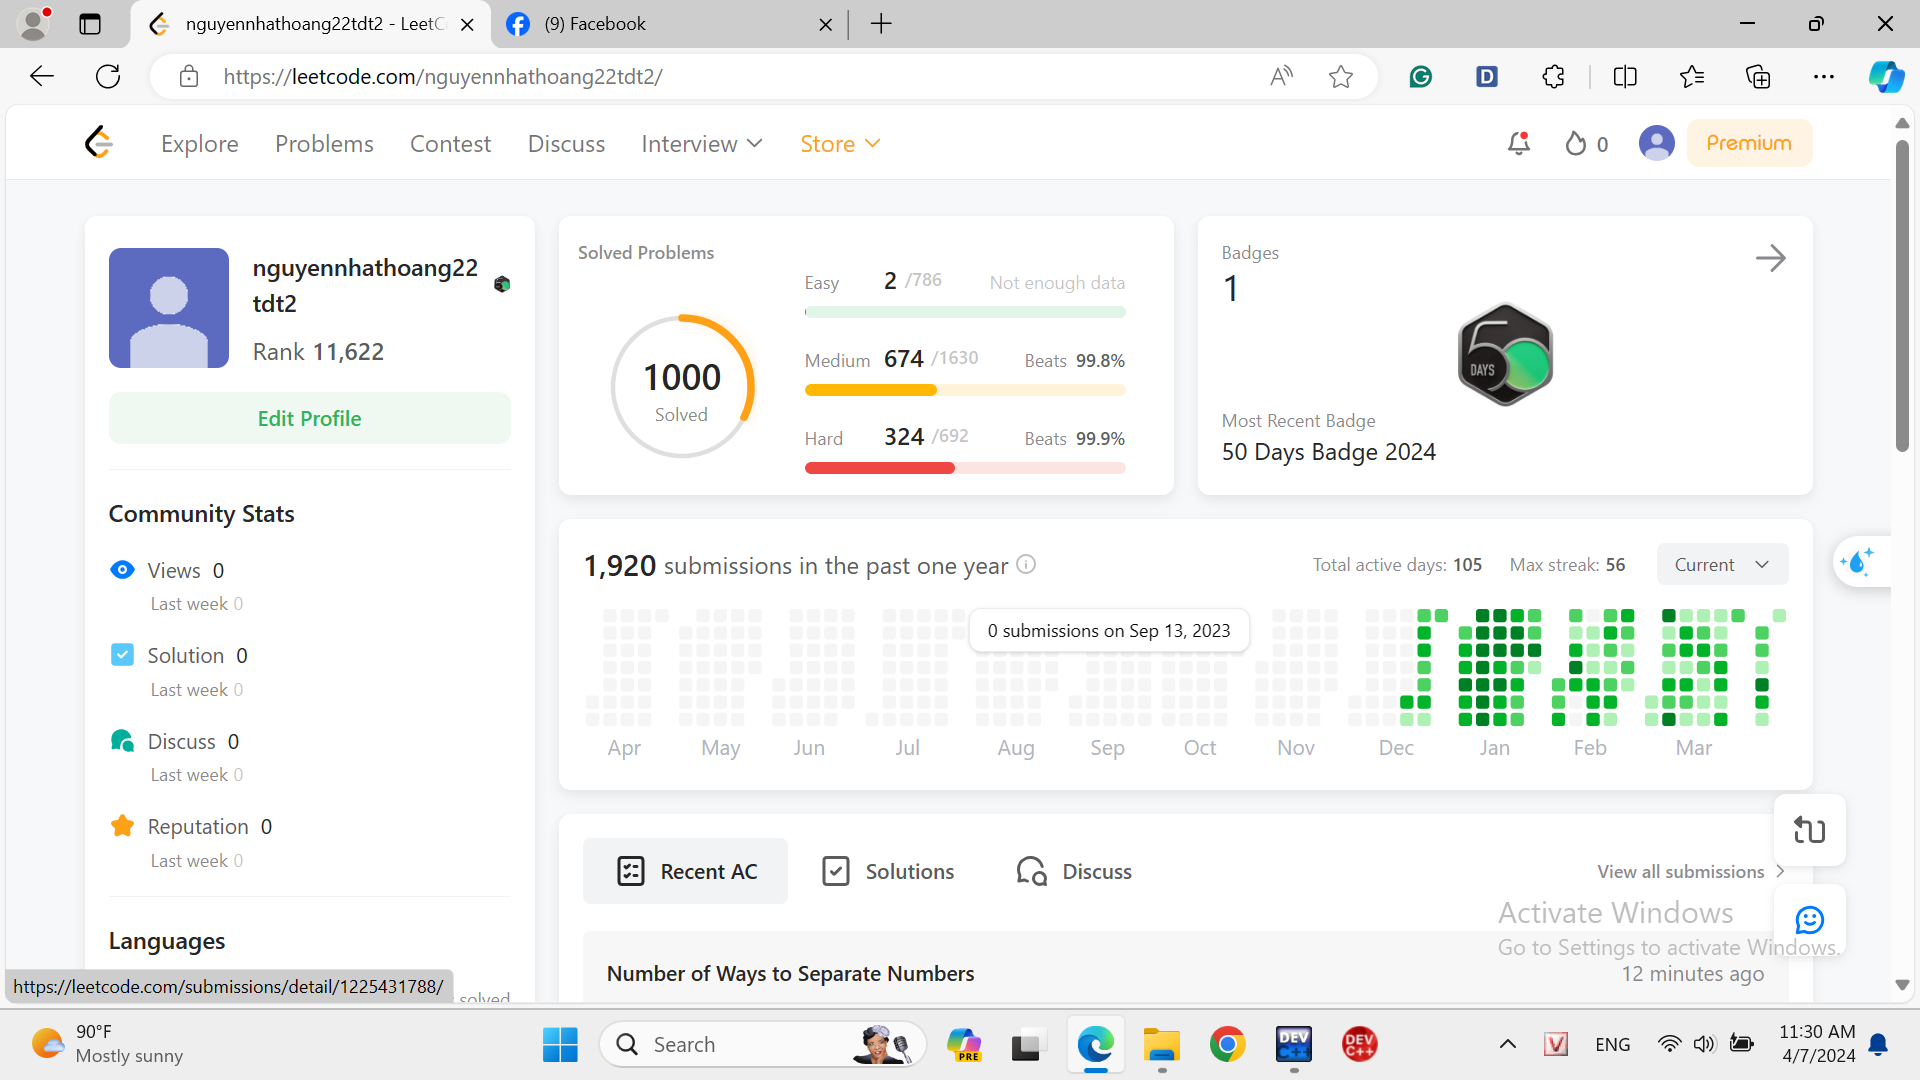 nguyennhathoang22tdt2 - LeetC
(9) Facebook
https://leetcode.com/nguyennhathoang22tdt2/
Explore
Problems
Contest
Discuss
Interview
Store
0
Premium
nguyennhathoang22
tdt2
Rank 11,622
Edit Profile
Community Stats
Views 0
Last week 0
Solution 0
Last week 0
Discuss 0
Last week 0
Reputation 0
Last week 0
Languages
solved
https://leetcode.com/submissions/detail/1225431788/
Solved Problems
1000
Solved
Easy 2 /786 Not enough data
Medium 674 /1630 Beats 99.8%
Hard 324 /692 Beats 99.9%
Badges
1
50
DAYS
Most Recent Badge
50 Days Badge 2024
1,920 submissions in the past one year
Total active days: 105 Max streak: 56
Current
0 submissions on Sep 13, 2023
Apr May Jun Jul Aug Sep Oct Nov Dec Jan Feb Mar
Recent AC
Solutions
Discuss
View all submissions
Number of Ways to Separate Numbers
12 minutes ago
Activate Windows
Go to Settings to activate Windows.
90°F
Mostly sunny
Search
PRE
DEV
C++
DEV
C++
V
ENG
11:30 AM
4/7/2024